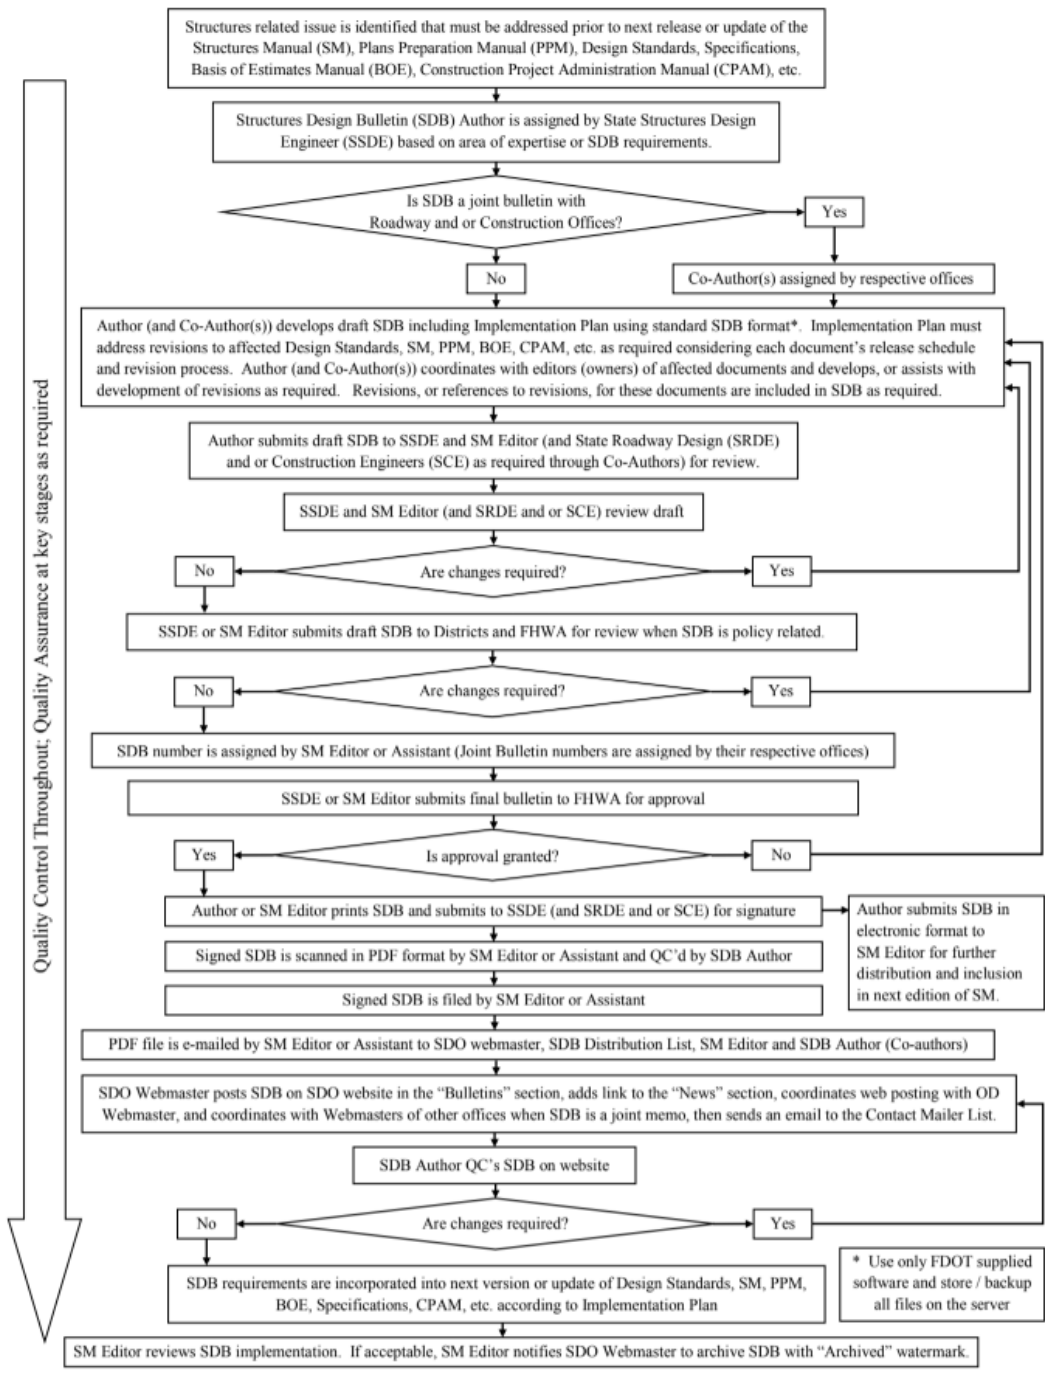 Structures related issue is identified that must be addressed prior to next release or update of the
Structures Manual (SM), Plans Preparation Manual (PPM), Design Standards, Specifications,
Basis of Estimates Manual (BOE), Construction Project Administration Manual (CPAM), etc.
Structures Design Bulletin (SDB) Author is assigned by State Structures Design
Engineer (SSDE) based on area of expertise or SDB requirements.
Is SDB a joint bulletin with
Roadway and or Construction Offices?
Yes
No
Co-Author(s) assigned by respective offices
Author (and Co-Author(s)) develops draft SDB including Implementation Plan using standard SDB format*. Implementation Plan must
address revisions to affected Design Standards, SM, PPM, BOE, CPAM, etc. as required considering each document's release schedule
and revision process. Author (and Co-Author(s)) coordinates with editors (owners) of affected documents and develops, or assists with
development of revisions as required. Revisions, or references to revisions, for these documents are included in SDB as required.
Author submits draft SDB to SSDE and SM Editor (and State Roadway Design (SRDE)
and or Construction Engineers (SCE) as required through Co-Authors) for review.
SSDE and SM Editor (and SRDE and or SCE) review draft
No
Are changes required?
Yes
SSDE or SM Editor submits draft SDB to Districts and FHWA for review when SDB is policy related.
No
Are changes required?
Yes
SDB number is assigned by SM Editor or Assistant (Joint Bulletin numbers are assigned by their respective offices)
SSDE or SM Editor submits final bulletin to FHWA for approval
Yes
Is approval granted?
No
Author or SM Editor prints SDB and submits to SSDE (and SRDE and or SCE) for signature
Author submits SDB in
electronic format to
SM Editor for further
distribution and inclusion
in next edition of SM.
Signed SDB is scanned in PDF format by SM Editor or Assistant and QC'd by SDB Author
Signed SDB is filed by SM Editor or Assistant
PDF file is e-mailed by SM Editor or Assistant to SDO webmaster, SDB Distribution List, SM Editor and SDB Author (Co-authors)
SDO Webmaster posts SDB on SDO website in the “Bulletins” section, adds link to the “News” section, coordinates web posting with OD
Webmaster, and coordinates with Webmasters of other offices when SDB is a joint memo, then sends an email to the Contact Mailer List.
SDB Author QC's SDB on website
No
Are changes required?
Yes
SDB requirements are incorporated into next version or update of Design Standards, SM, PPM,
BOE, Specifications, CPAM, etc. according to Implementation Plan
* Use only FDOT supplied
software and store / backup
all files on the server
SM Editor reviews SDB implementation. If acceptable, SM Editor notifies SDO Webmaster to archive SDB with “Archived” watermark.
Quality Control Throughout; Quality Assurance at key stages as required